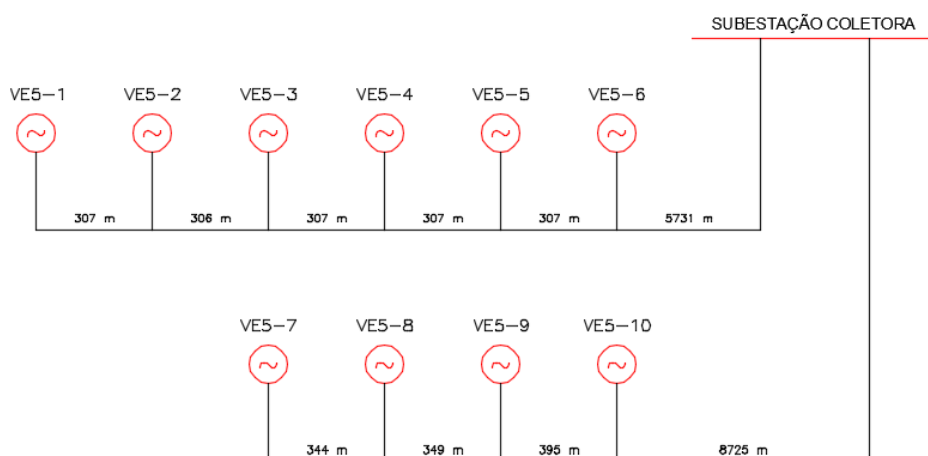 SUBESTAÇÃO COLETORA
VE5-1 VE5-2 VE5-3 VE5-4 VE5-5 VE5-6
307 m 306 m 307 m 307 m 307 m 5731 m
VE5-7 VE5-8 VE5-9 VE5-10
344 m 349 m 395 m 8725 m